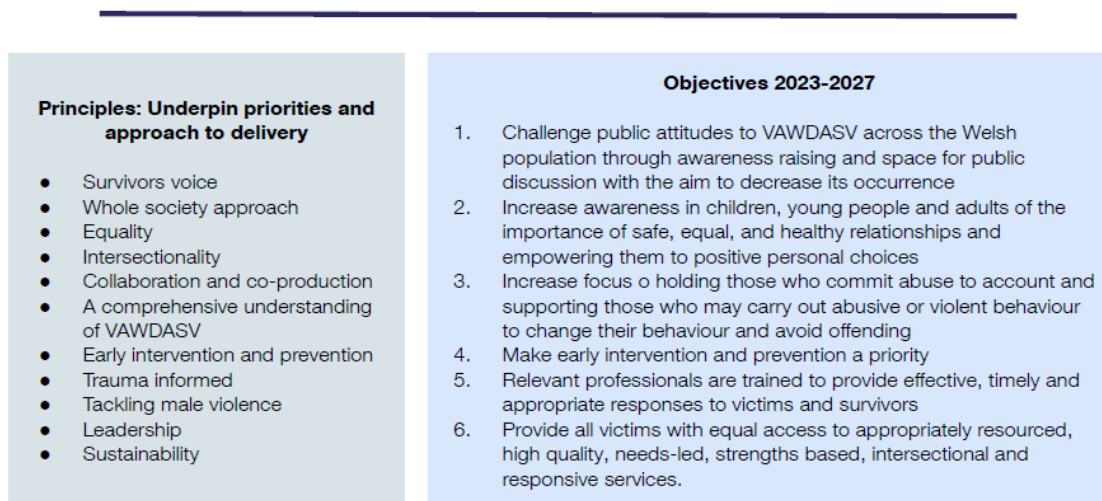 Principles: Underpin priorities and
approach to delivery
● Survivors voice
● Whole society approach
● Equality
● Intersectionality
● Collaboration and co-production
● A comprehensive understanding
of VAWDASV
● Early intervention and prevention
● Trauma informed
● Tackling male violence
● Leadership
● Sustainability
Objectives 2023-2027
1. Challenge public attitudes to VAWDASV across the Welsh
population through awareness raising and space for public
discussion with the aim to decrease its occurrence
2. Increase awareness in children, young people and adults of the
importance of safe, equal, and healthy relationships and
empowering them to positive personal choices
3. Increase focus o holding those who commit abuse to account and
supporting those who may carry out abusive or violent behaviour
to change their behaviour and avoid offending
4. Make early intervention and prevention a priority
5. Relevant professionals are trained to provide effective, timely and
appropriate responses to victims and survivors
6. Provide all victims with equal access to appropriately resourced,
high quality, needs-led, strengths based, intersectional and
responsive services.